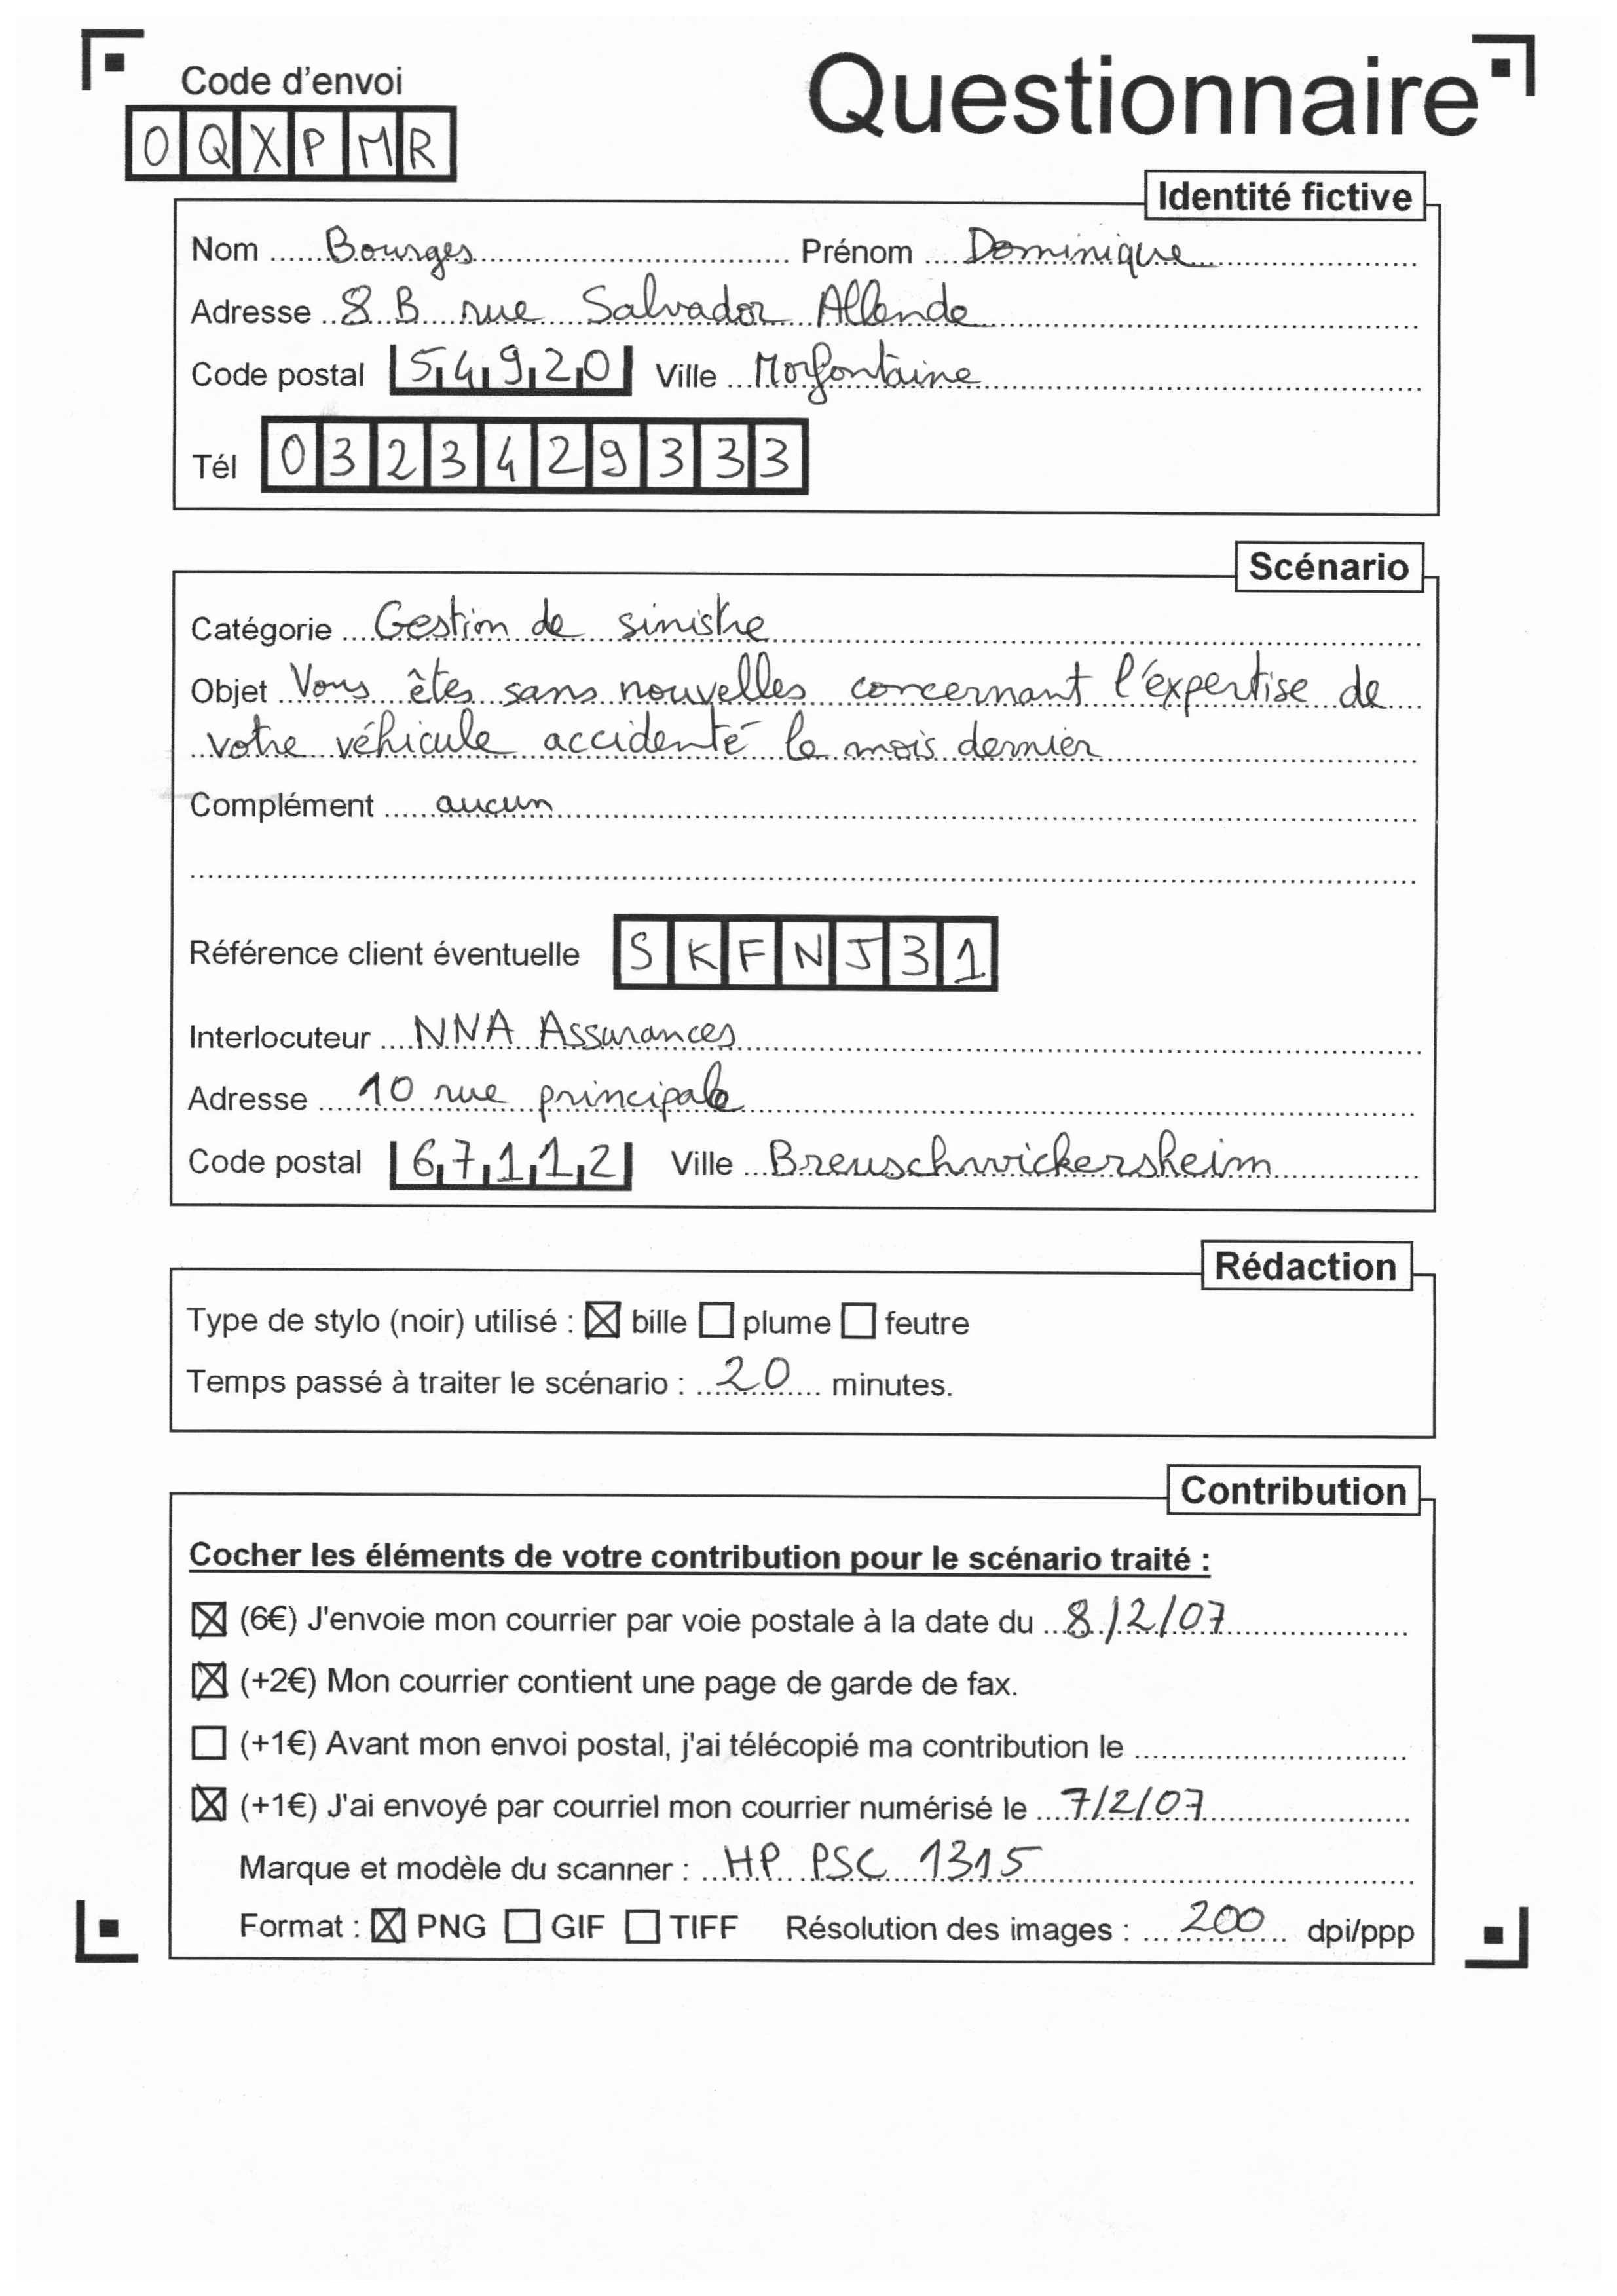 Code d'envoi
Questionnaire
OQXPMR
Identité fictive
Nom Bourges Prénom Dominique
Adresse 8 B rue Salvador Allende
Code postal 54920 Ville Morfontaine
Tél 0323429333
Scénario
Catégorie Gestion de sinistre
Objet Vous êtes sans nouvelles concernant l'expertise de
votre véhicule accidenté le mois dernier
Complément aucun
Référence client éventuelle SKFNJ31
Interlocuteur NNA Assurances
Adresse 10 rue principale
Code postal 67112 Ville Breuschwickersheim
Rédaction
Type de stylo (noir) utilisé : ☒ bille ☐ plume ☐ feutre
Temps passé à traiter le scénario : 20 minutes.
Contribution
Cocher les éléments de votre contribution pour le scénario traité :
☒ (6€) J'envoie mon courrier par voie postale à la date du 8/2/07
☒ (+2€) Mon courrier contient une page de garde de fax.
☐ (+1€) Avant mon envoi postal, j'ai télécopié ma contribution le
☒ (+1€) J'ai envoyé par courriel mon courrier numérisé le 7/2/07
Marque et modèle du scanner : HP PSC 1315
Format : ☒ PNG ☐ GIF ☐ TIFF Résolution des images : 200 dpi/ppp